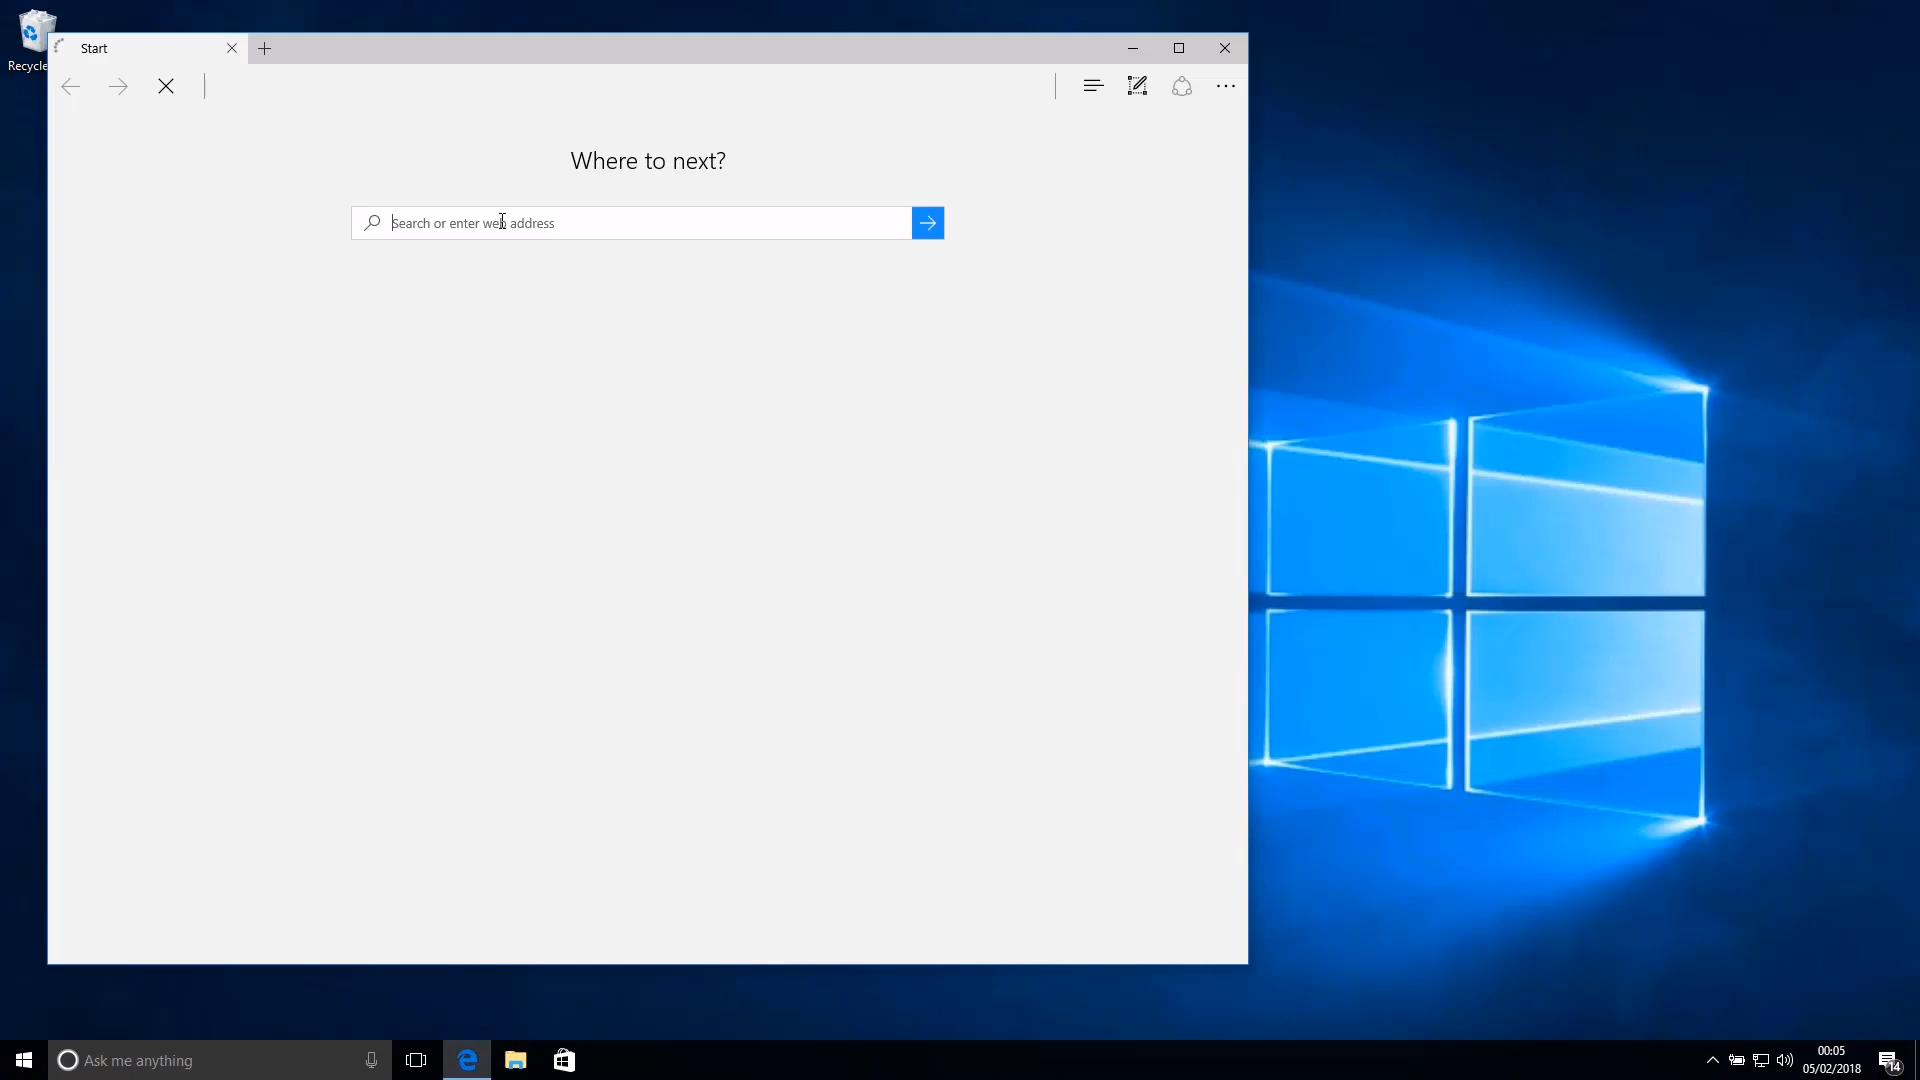 Recycle
Start
Where to next?
Search or enter web address
Ask me anything
00:05
05/02/2018
14